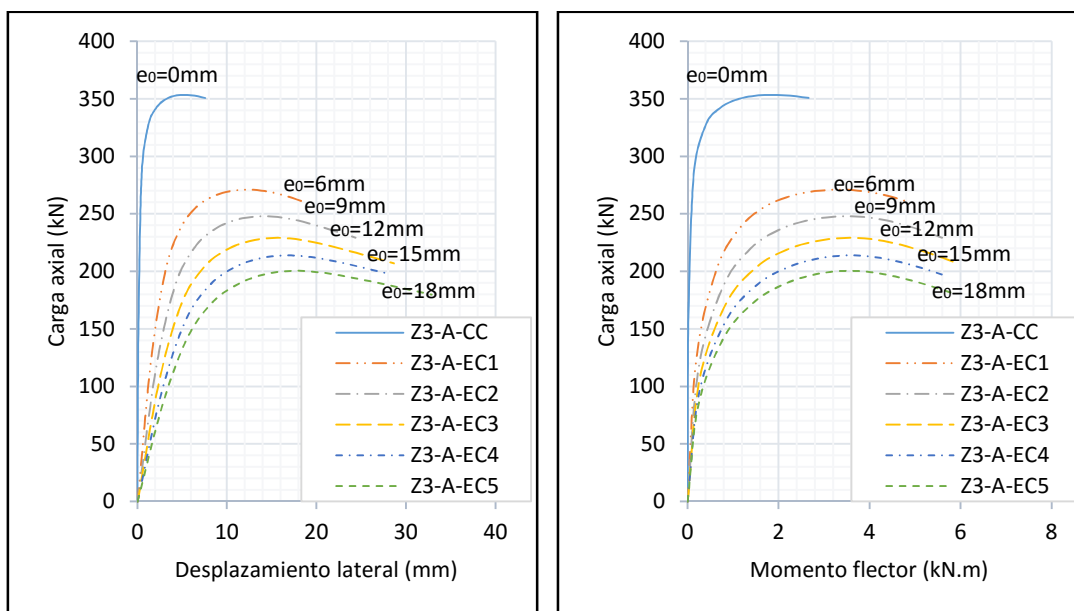 400
350
300
250
200
150
100
50
0
0 10 20 30 40
Carga axial (kN)
Desplazamiento lateral (mm)
e₀=0mm
e₀=6mm
e₀=9mm
e₀=12mm
e₀=15mm
e₀=18mm
Z3-A-CC
Z3-A-EC1
Z3-A-EC2
Z3-A-EC3
Z3-A-EC4
Z3-A-EC5
400
350
300
250
200
150
100
50
0
0 2 4 6 8
Carga axial (kN)
Momento flector (kN.m)
e₀=0mm
e₀=6mm
e₀=9mm
e₀=12mm
e₀=15mm
e₀=18mm
Z3-A-CC
Z3-A-EC1
Z3-A-EC2
Z3-A-EC3
Z3-A-EC4
Z3-A-EC5